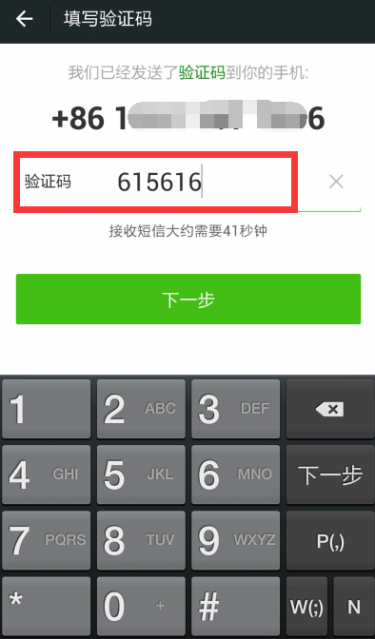 填写验证码
我们已经发送了验证码到你的手机:
+86 1 6
验证码 615616
接收短信大约需要41秒钟
下一步
1 2 ABC 3 DEF
4 GHI 5 JKL 6 MNO 下一步
7 PQRS 8 TUV 9 WXYZ P(,)
* 0 + # W(;) N